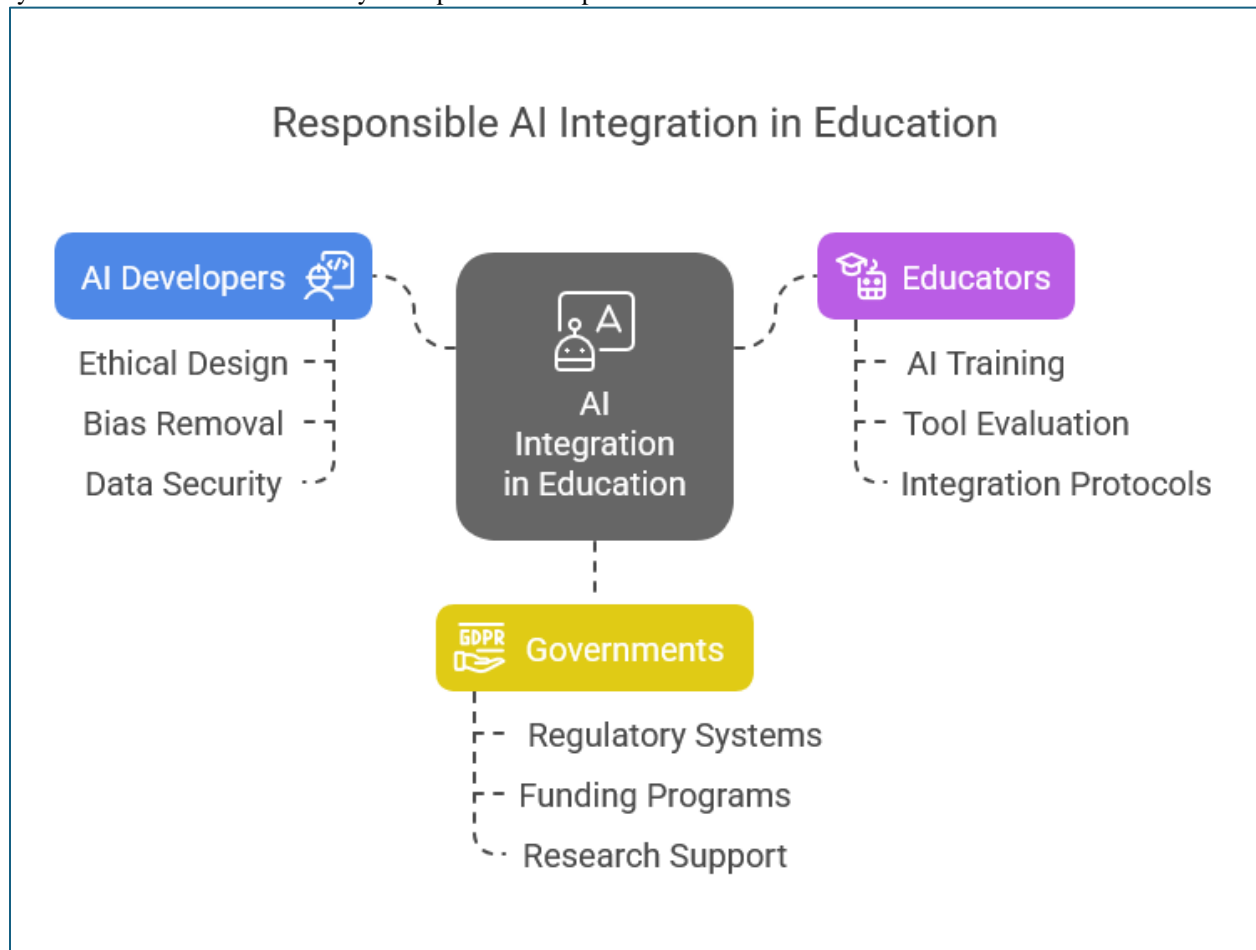 Responsible AI Integration in Education
AI Developers
</>
Ethical Design
Bias Removal
Data Security
A
AI
Integration
in Education
Educators
AI Training
Tool Evaluation
Integration Protocols
GDPR
Governments
Regulatory Systems
Funding Programs
Research Support